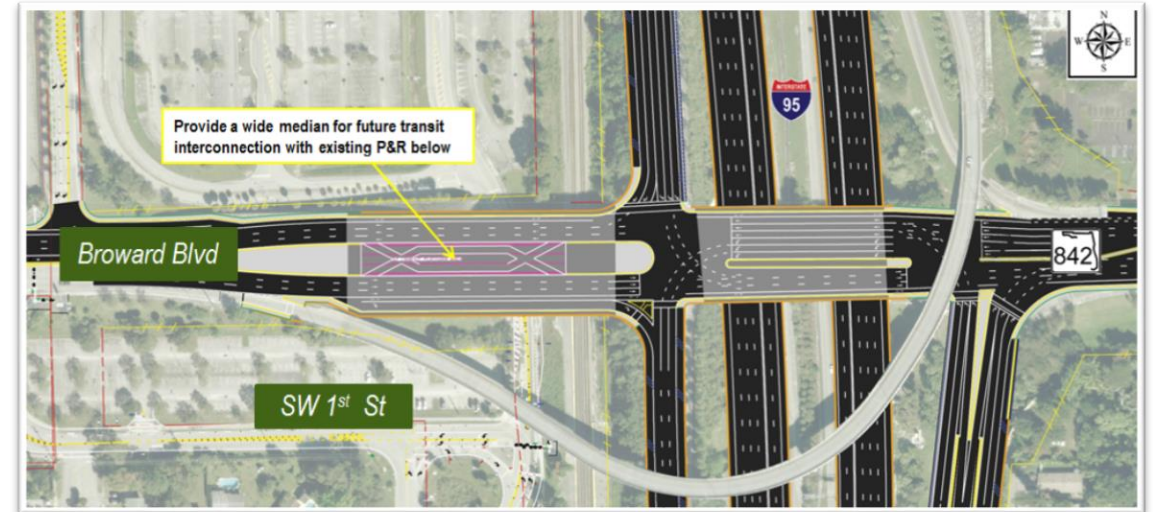 N
W E
S
INTERSTATE
95
Provide a wide median for future transit
interconnection with existing P&R below
Broward Blvd
842
SW 1st St